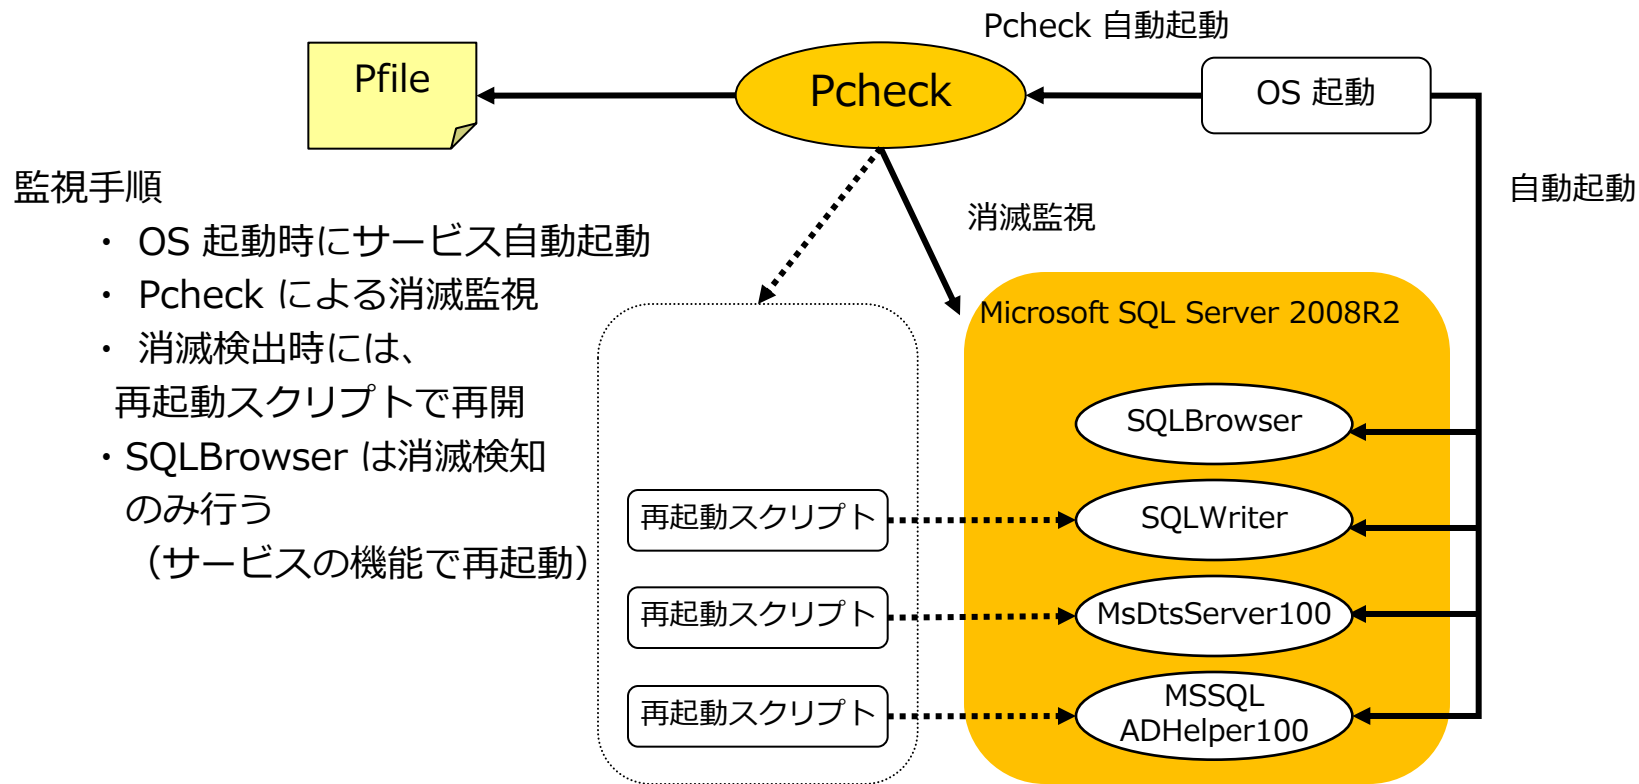 Pcheck 自動起動
Pfile
Pcheck
OS 起動
監視手順
・ OS 起動時にサービス自動起動
・ Pcheck による消滅監視
・ 消滅検出時には、
再起動スクリプトで再開
・SQLBrowser は消滅検知
のみ行う
（サービスの機能で再起動）
消滅監視
自動起動
Microsoft SQL Server 2008R2
SQLBrowser
再起動スクリプト
SQLWriter
再起動スクリプト
MsDtsServer100
再起動スクリプト
MSSQL
ADHelper100